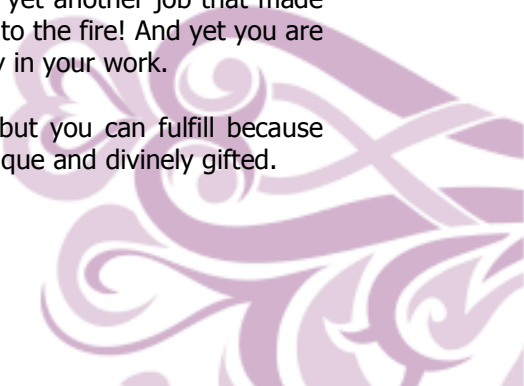 yet another job that made
to the fire! And yet you are
in your work.
but you can fulfill because
que and divinely gifted.